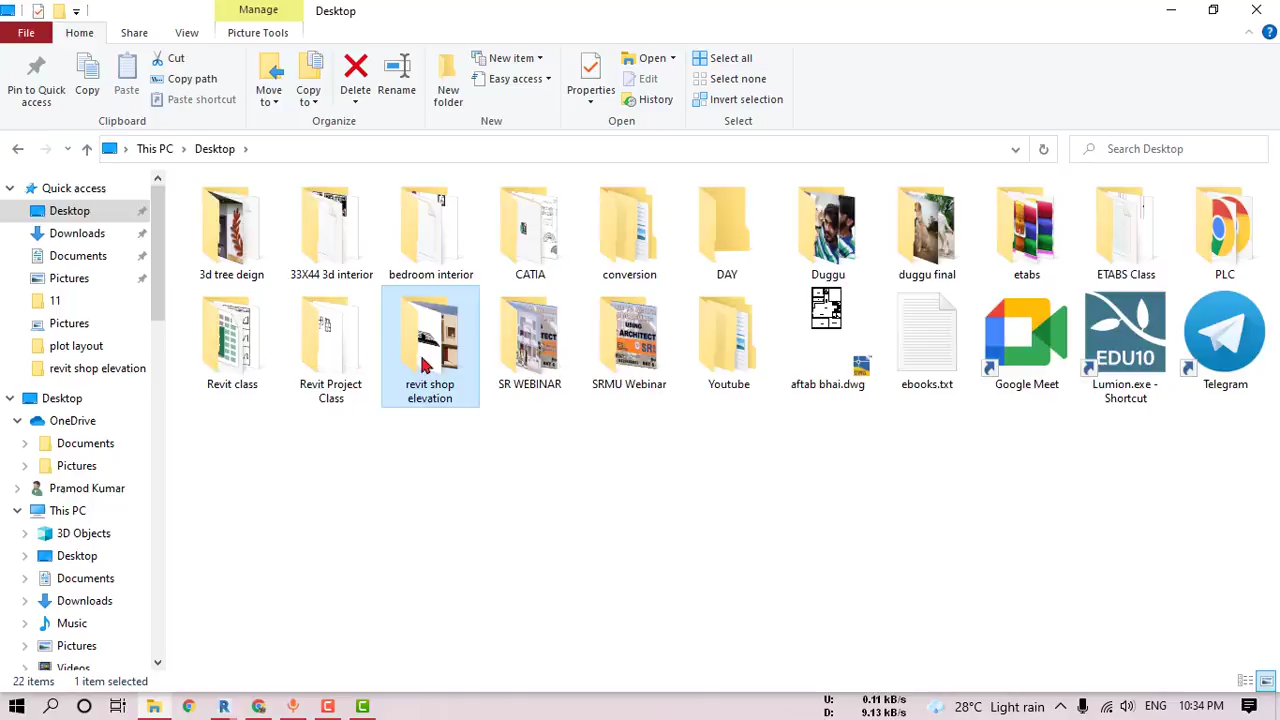 Manage
Desktop
File
Home
Share
View
Picture Tools
Pin to Quick
access
Copy
Paste
Cut
Copy path
Paste shortcut
Clipboard
Move
to
Copy
to
Delete
Rename
Organize
New
folder
New item
Easy access
New
Properties
Open
Edit
History
Open
Select all
Select none
Invert selection
Select
This PC
Desktop
Search Desktop
Quick access
Desktop
Downloads
Documents
Pictures
11
Pictures
plot layout
revit shop elevation
Desktop
OneDrive
Documents
Pictures
Pramod Kumar
This PC
3D Objects
Desktop
Documents
Downloads
Music
Pictures
Videos
3d tree deign
33X44 3d interior
bedroom interior
CATIA
conversion
DAY
Duggu
duggu final
etabs
ETABS Class
PLC
Revit class
Revit Project
Class
revit shop
elevation
SR WEBINAR
SRMU Webinar
Youtube
aftab bhai.dwg
ebooks.txt
Google Meet
EDU10
Lumion.exe -
Shortcut
Telegram
22 items
1 item selected
U: 0.11 kB/s
D: 9.13 kB/s
28°C Light rain
ENG
10:34 PM